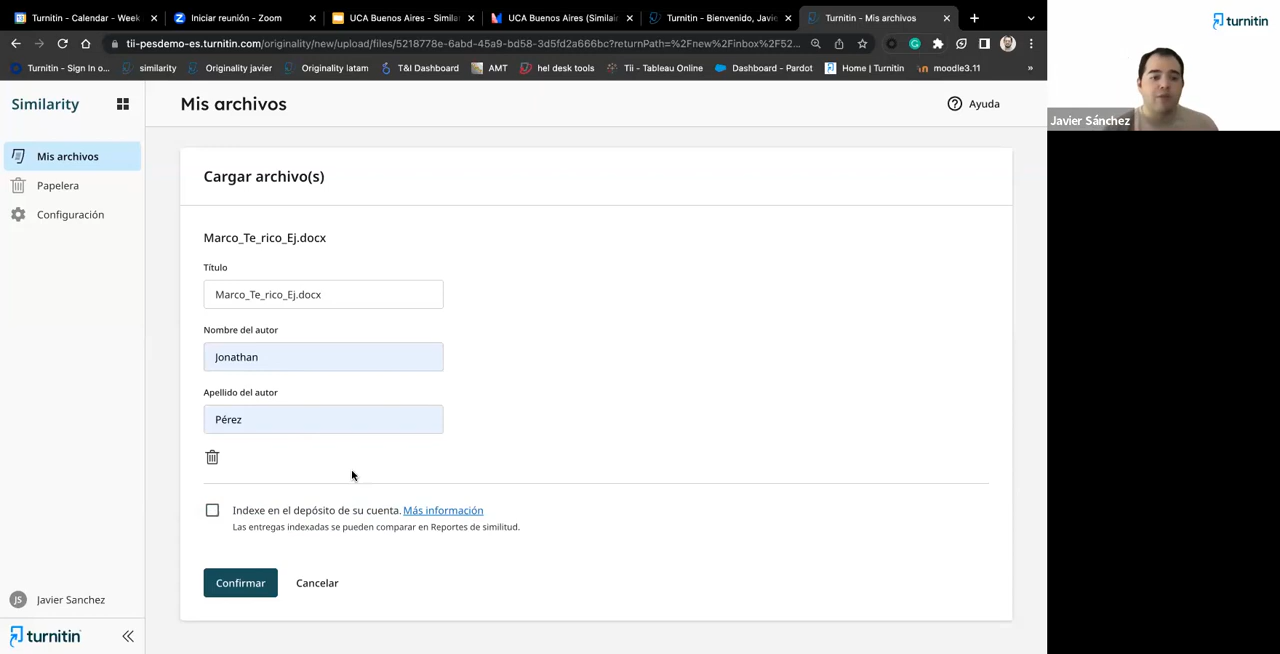 Turnitin - Calendar - Week
Iniciar reunión - Zoom
UCA Buenos Aires - Simila
UCA Buenos Aires (Similai
Turnitin - Bienvenido, Javie
Turnitin - Mis archivos
tii-pesdemo-es.turnitin.com/originality/new/upload/files/5218778e-6abd-45a9-bd58-3d5fd2a666bc?returnPath=%2Fnew%2Finbox%2F52...
Turnitin - Sign In o...
similarity
Originality javier
Originality latam
T&I Dashboard
AMT
hel desk tools
Tii - Tableau Online
Dashboard - Pardot
Home | Turnitin
moodle3.11
»
turnitin
Javier Sánchez
Similarity
Mis archivos
Ayuda
Mis archivos
Papelera
Configuración
Cargar archivo(s)
Marco_Te_rico_Ej.docx
Título
Marco_Te_rico_Ej.docx
Nombre del autor
Jonathan
Apellido del autor
Pérez
Indexe en el depósito de su cuenta. Más información
Las entregas indexadas se pueden comparar en Reportes de similitud.
Confirmar
Cancelar
JS
Javier Sanchez
turnitin